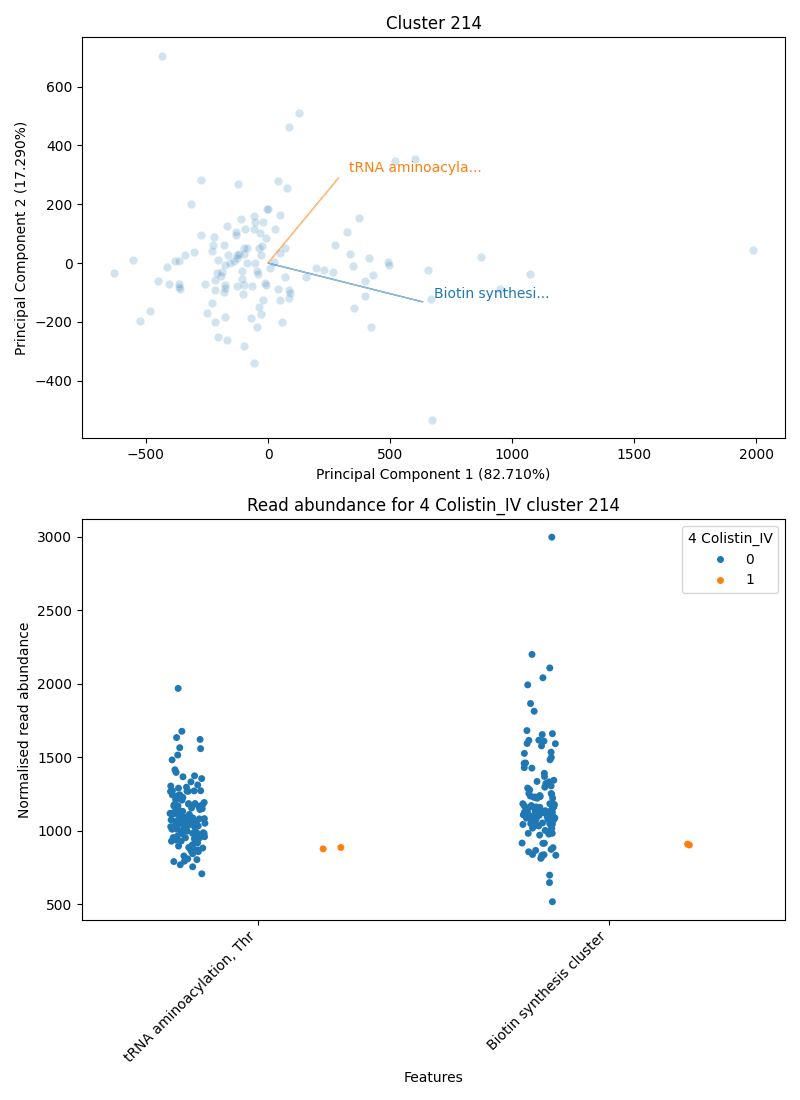 Cluster 214
600
400
200
0
−200
−400
Principal Component 2 (17.290%)
tRNA aminoacyla...
Biotin synthesi...
−500
0
500
1000
1500
2000
Principal Component 1 (82.710%)
Read abundance for 4 Colistin_IV cluster 214
3000
2500
2000
1500
1000
500
Normalised read abundance
4 Colistin_IV
0
1
tRNA aminoacylation, Thr
Biotin synthesis cluster
Features